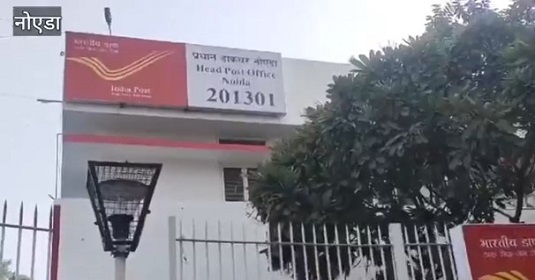 नोएडा
भारतीय डाक
India Post
प्रधान डाकघर नोएडा
Head Post Office
Noida
201301
भारतीय डा